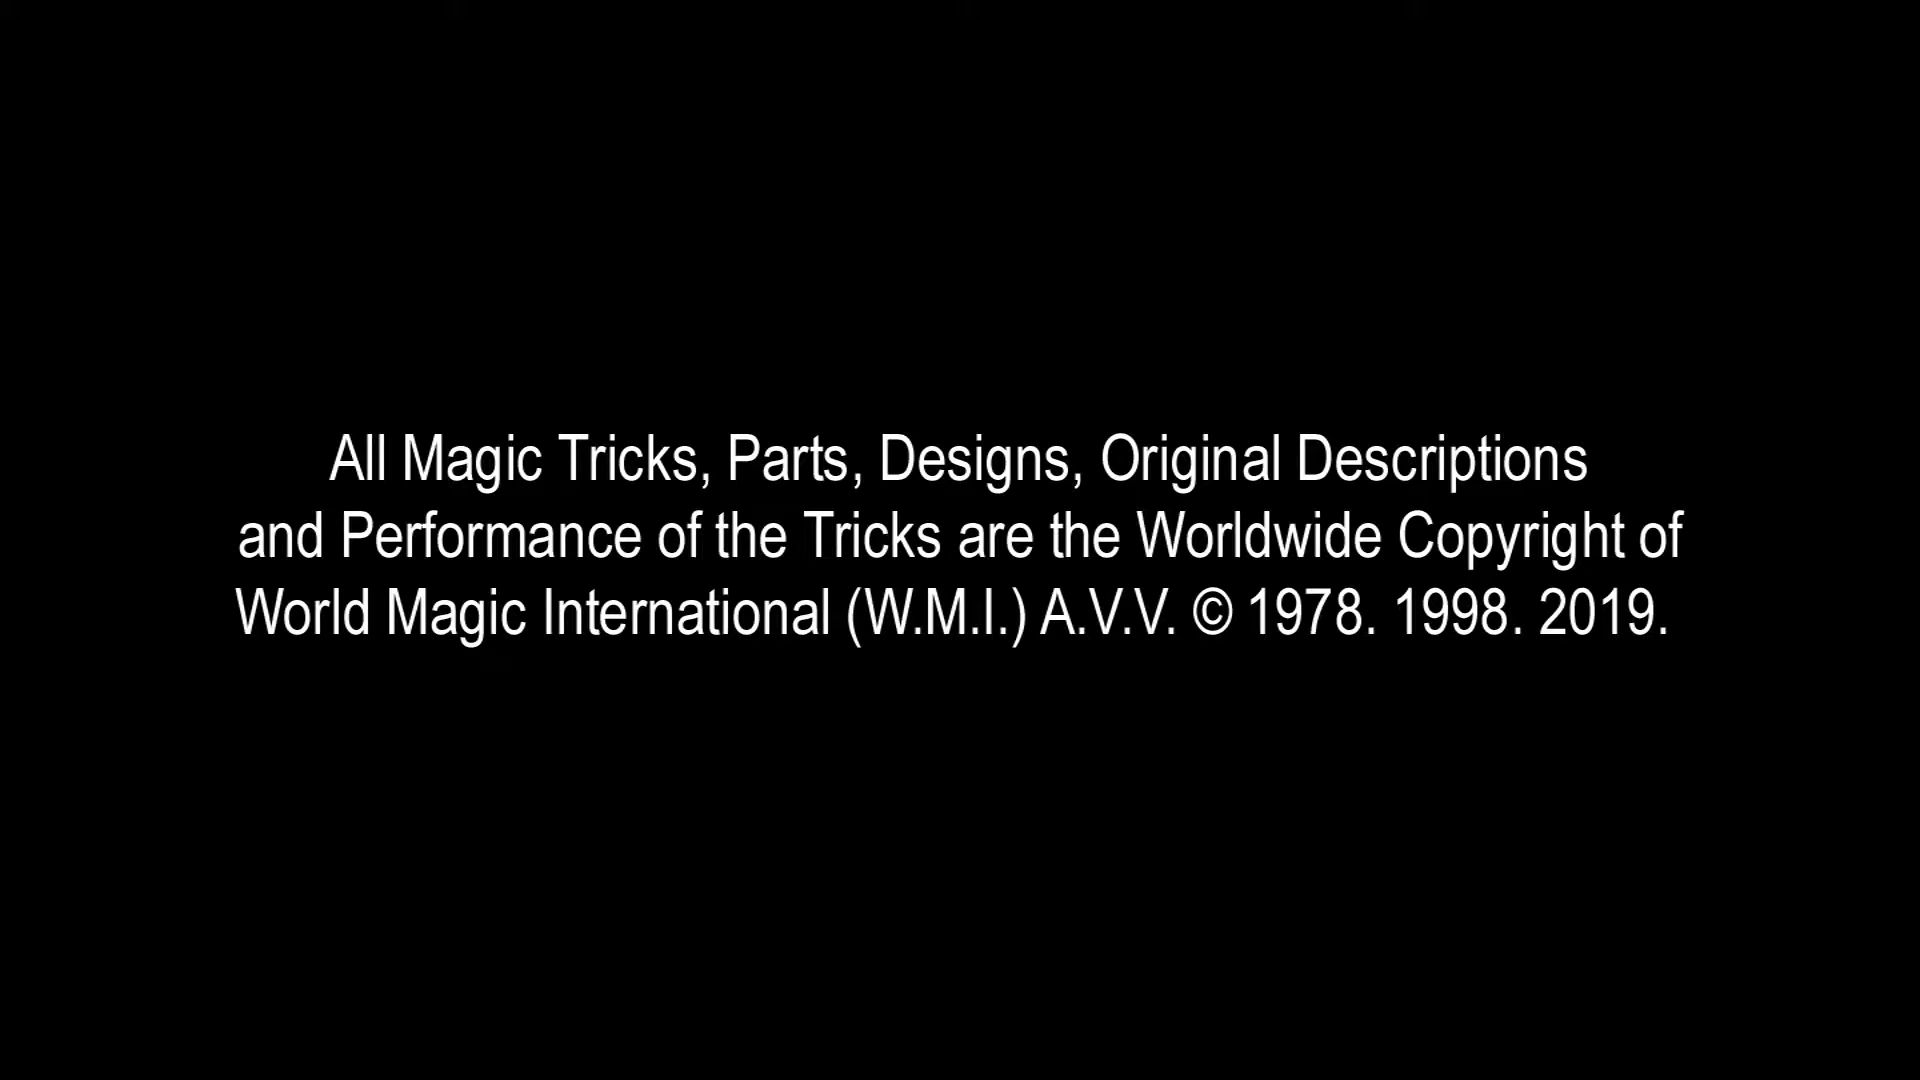 All Magic Tricks, Parts, Designs, Original Descriptions
and Performance of the Tricks are the Worldwide Copyright of
World Magic International (W.M.I.) A.V.V. © 1978. 1998. 2019.